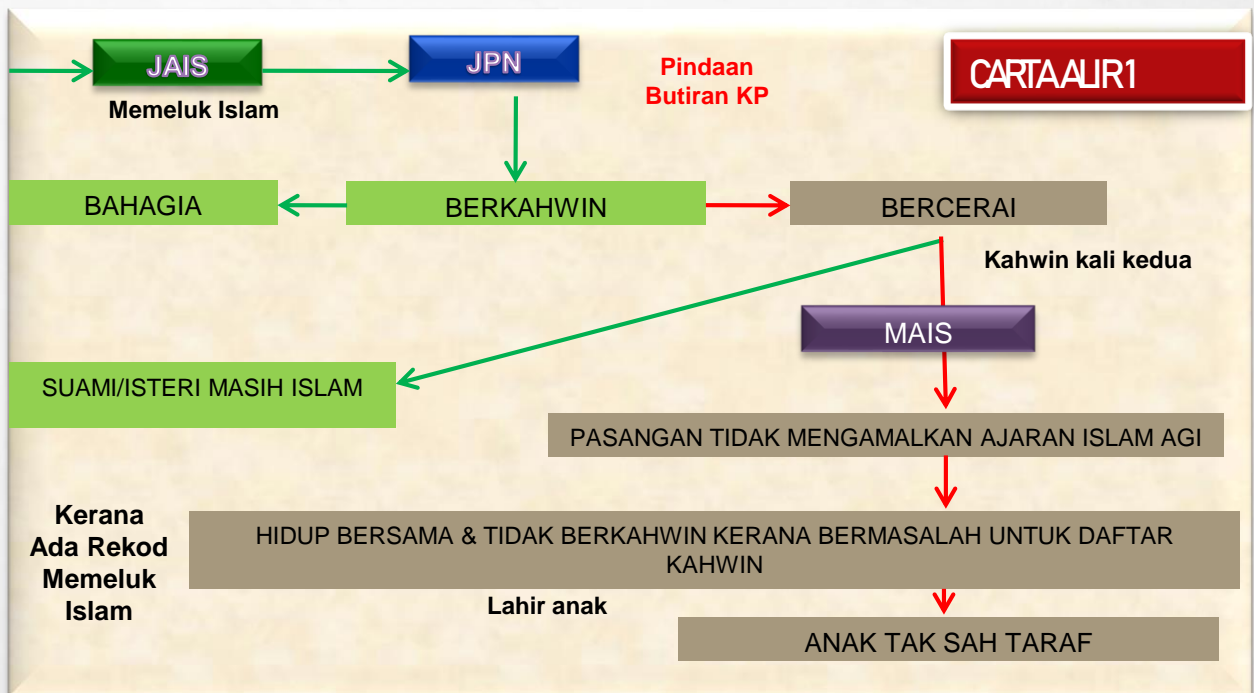 JAIS
JPN
Pindaan
Butiran KP
CARTA ALIR 1
Memeluk Islam
BAHAGIA
BERKAHWIN
BERCERAI
Kahwin kali kedua
MAIS
SUAMI/ISTERI MASIH ISLAM
PASANGAN TIDAK MENGAMALKAN AJARAN ISLAM AGI
Kerana
Ada Rekod
Memeluk
Islam
HIDUP BERSAMA & TIDAK BERKAHWIN KERANA BERMASALAH UNTUK DAFTAR
KAHWIN
Lahir anak
ANAK TAK SAH TARAF